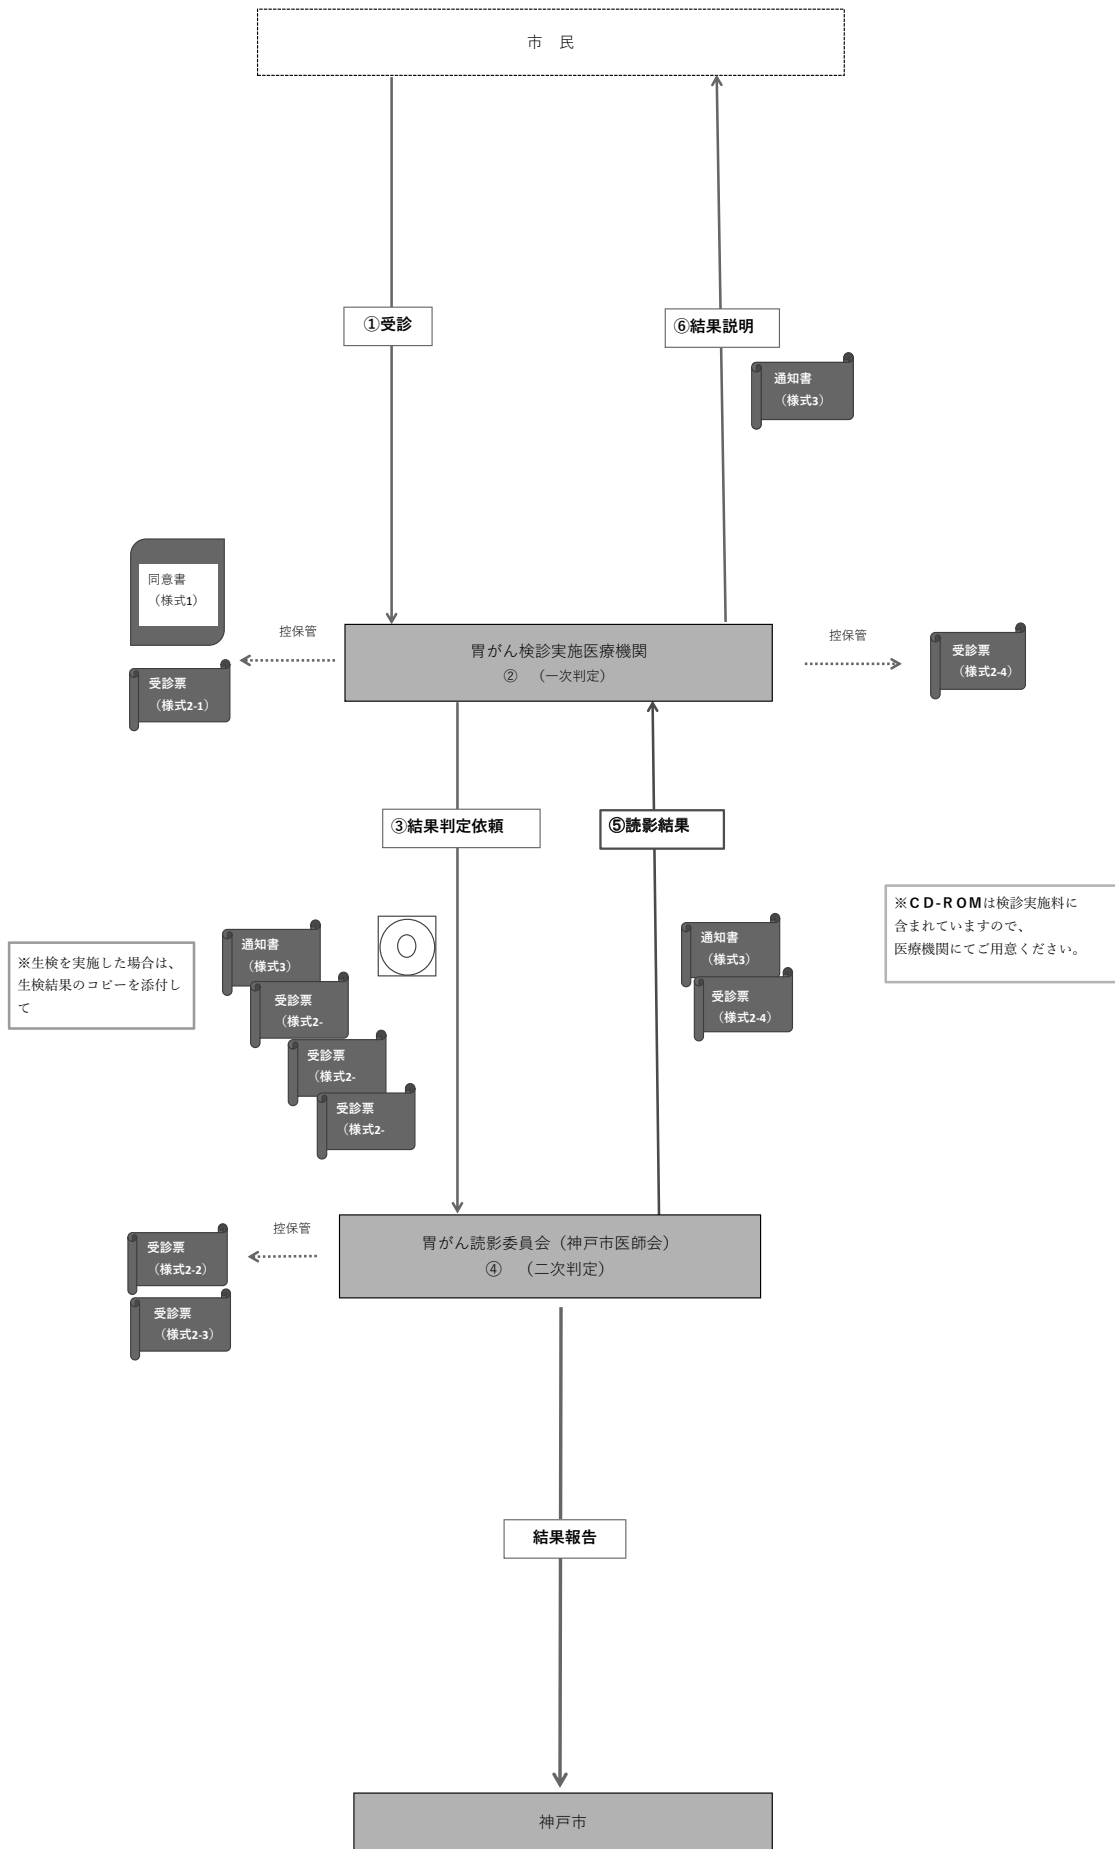 市　民
①受診
⑥結果説明
通知書
（様式3）
同意書
（様式1）
控保管
胃がん検診実施医療機関
②　（一次判定）
控保管
受診票
（様式2-4）
受診票
（様式2-1）
③結果判定依頼
⑤読影結果
※ＣＤ-ＲＯＭは検診実施料に
含まれていますので、
医療機関にてご用意ください。
※生検を実施した場合は、
生検結果のコピーを添付し
て
通知書
（様式3）
受診票
（様式2-
受診票
（様式2-
受診票
（様式2-
通知書
（様式3）
受診票
（様式2-4）
控保管
胃がん読影委員会（神戸市医師会）
④　（二次判定）
受診票
（様式2-2）
受診票
（様式2-3）
結果報告
神戸市